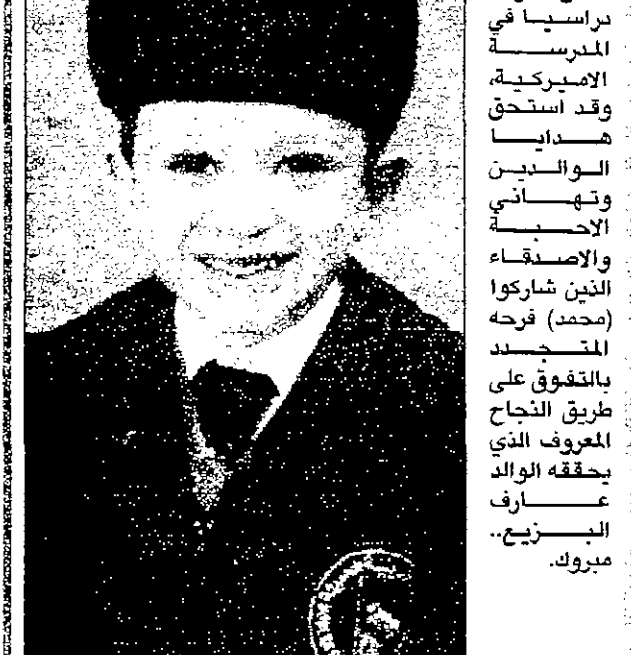 دراسيا في
المدرسة
الاميركية،
وقد استحق
هدايا
الوالدين
وتهاني
الاحبة
والاصدقاء
الذين شاركوا
(محمد) فرحه
المتجدد
بالتفوق على
طريق النجاح
المعروف الذي
يحققه الوالد
عارف
البزيع..
مبروك.